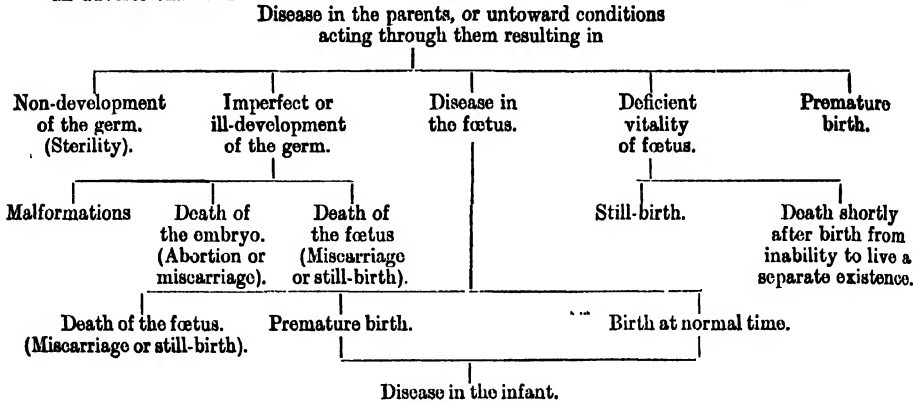 Disease in the parents, or untoward conditions
acting through them resulting in
Non-development
of the germ.
(Sterility).
Imperfect or
ill-development
of the germ.
Disease in
the fœtus.
Deficient
vitality
of fœtus.
Premature
birth.
Malformations
Death of
the embryo.
(Abortion or
miscarriage).
Death of
the fœtus
(Miscarriage
or still-birth).
Still-birth.
Death shortly
after birth from
inability to live a
separate existence.
Death of the fœtus.
(Miscarriage or still-birth).
Premature birth.
Birth at normal time.
Disease in the infant.